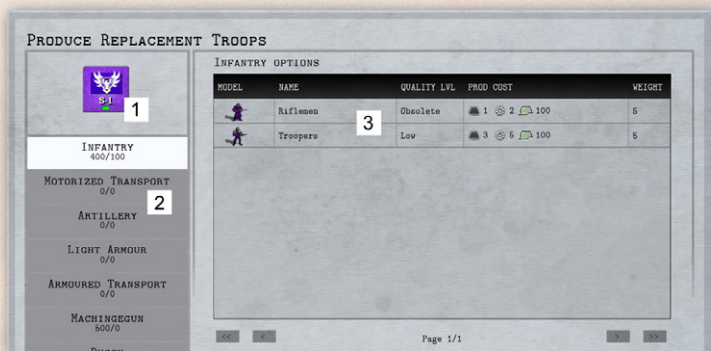 PRODUCE REPLACEMENT TROOPS
INFANTRY OPTIONS
S-1
1
MODEL NAME QUALITY LVL PROD COST WEIGHT
Riflemen Obsolete 1 2 100 5
3
Troopers Low 3 5 100 5
INFANTRY
400/100
MOTORIZED TRANSPORT
0/0
2
ARTILLERY
0/0
LIGHT ARMOUR
0/0
ARMOURED TRANSPORT
0/0
MACHINEGUN
500/0
<< < Page 1/1 > >>